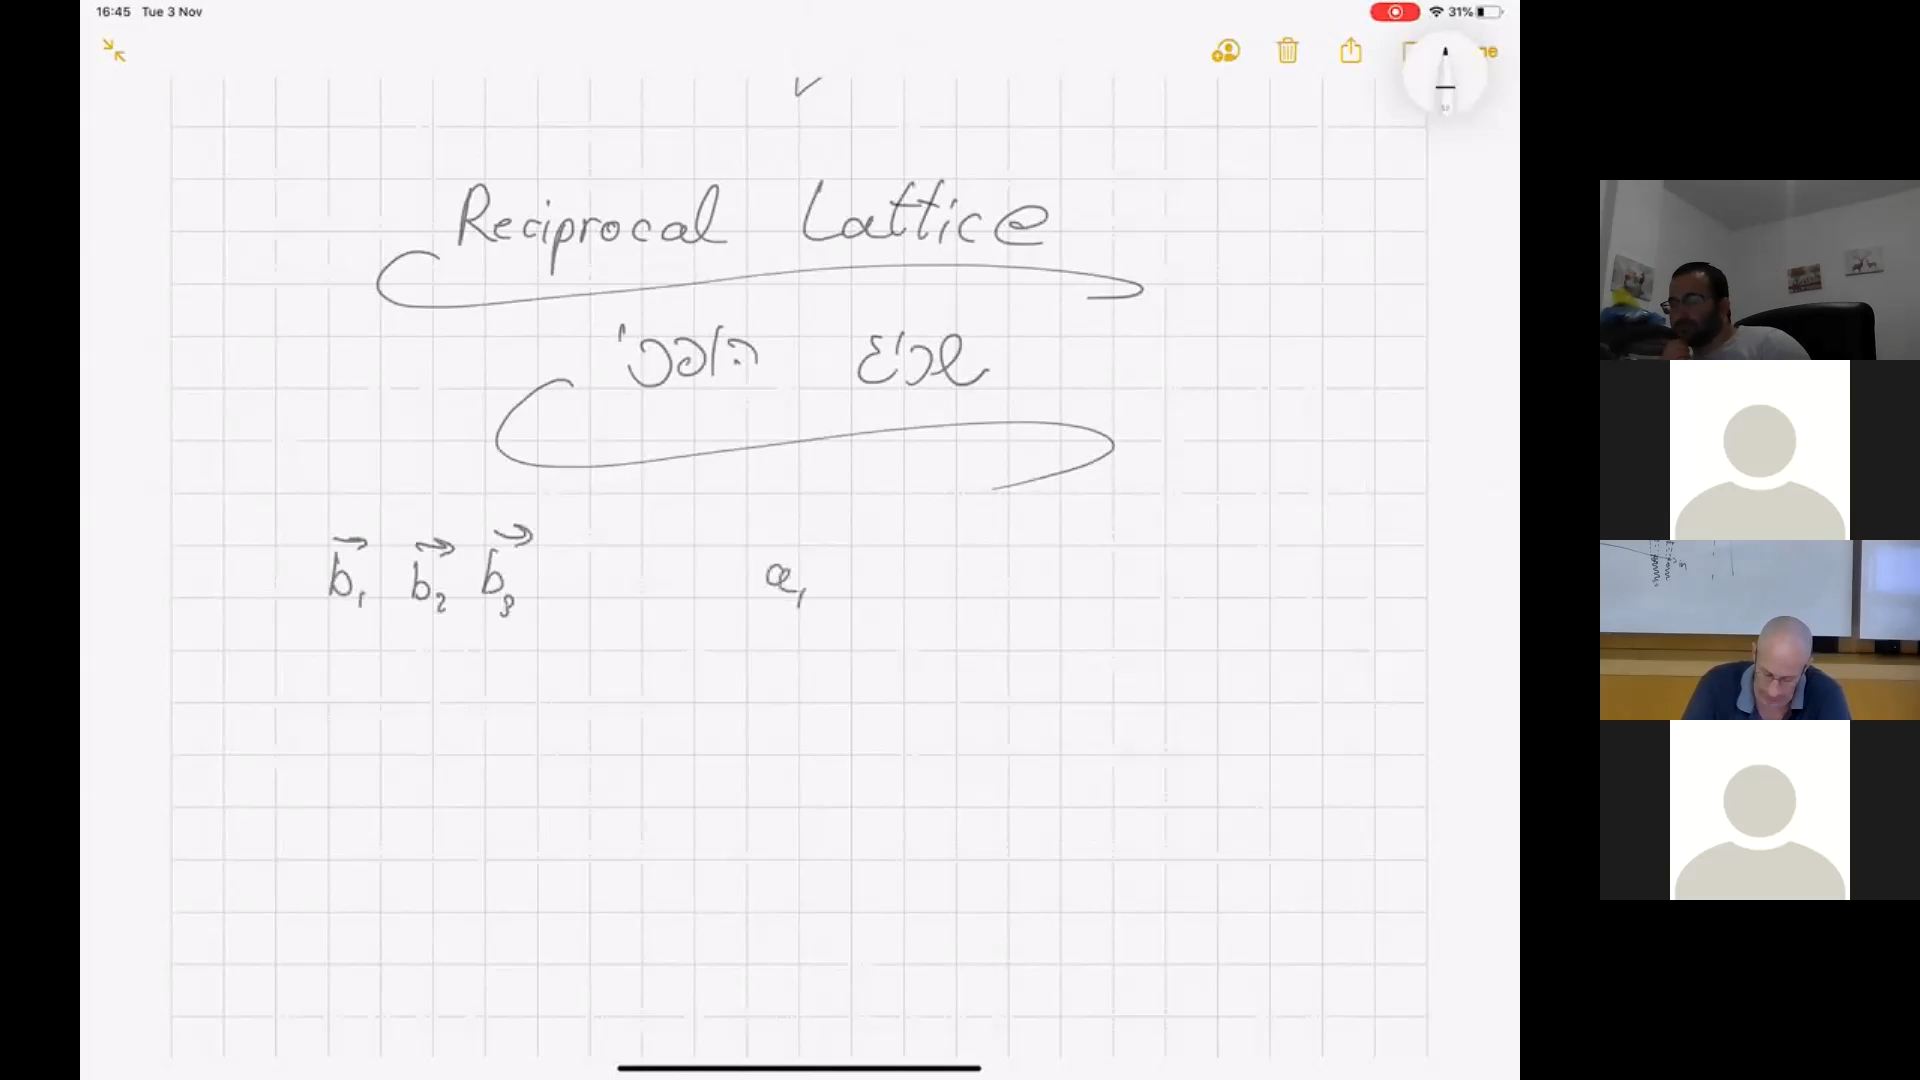 16:45 Tue 3 Nov 31%
Reciprocal Lattice
שריג הופכי
b⃗₁ b⃗₂ b⃗₃ a₁